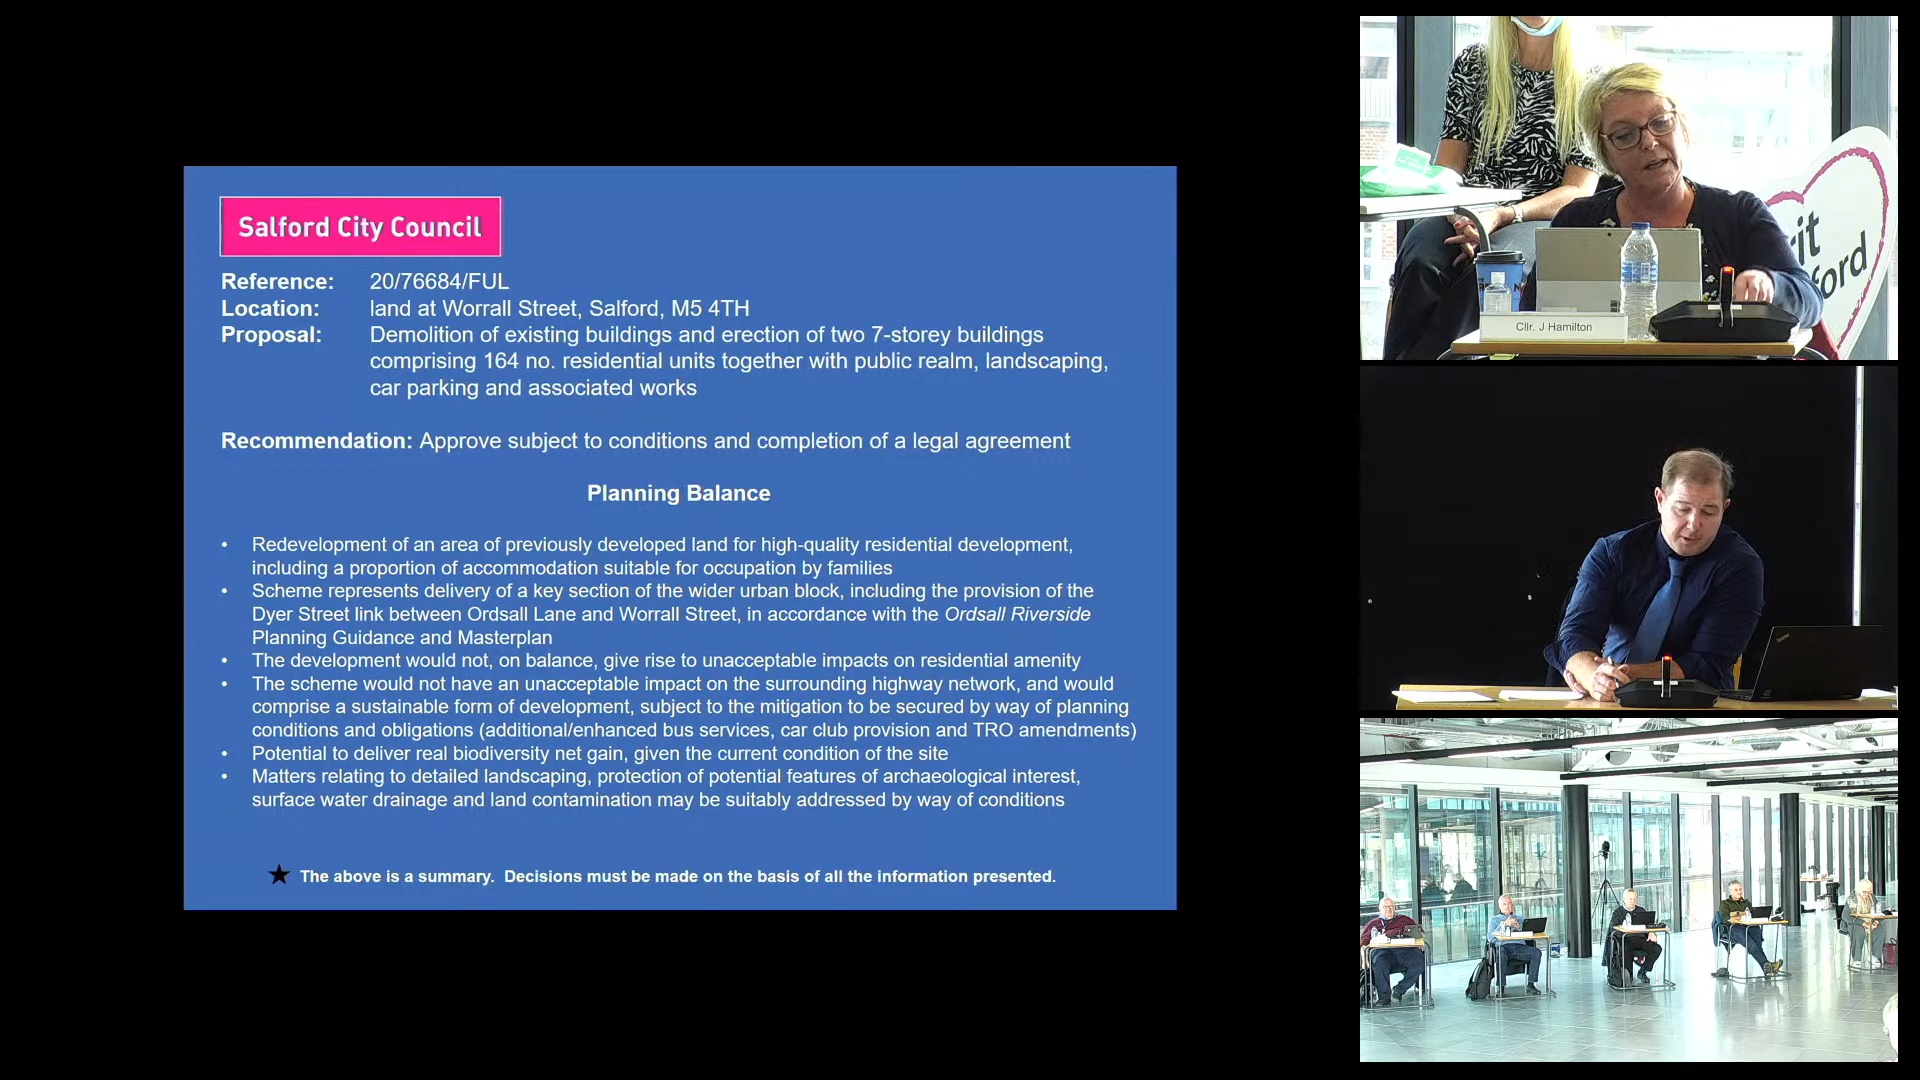 Salford City Council
Reference: 20/76684/FUL
Location: land at Worrall Street, Salford, M5 4TH
Proposal: Demolition of existing buildings and erection of two 7-storey buildings
comprising 164 no. residential units together with public realm, landscaping,
car parking and associated works
Recommendation: Approve subject to conditions and completion of a legal agreement
Planning Balance
• Redevelopment of an area of previously developed land for high-quality residential development,
including a proportion of accommodation suitable for occupation by families
• Scheme represents delivery of a key section of the wider urban block, including the provision of the
Dyer Street link between Ordsall Lane and Worrall Street, in accordance with the Ordsall Riverside
Planning Guidance and Masterplan
• The development would not, on balance, give rise to unacceptable impacts on residential amenity
• The scheme would not have an unacceptable impact on the surrounding highway network, and would
comprise a sustainable form of development, subject to the mitigation to be secured by way of planning
conditions and obligations (additional/enhanced bus services, car club provision and TRO amendments)
• Potential to deliver real biodiversity net gain, given the current condition of the site
• Matters relating to detailed landscaping, protection of potential features of archaeological interest,
surface water drainage and land contamination may be suitably addressed by way of conditions
★ The above is a summary. Decisions must be made on the basis of all the information presented.
Cllr. J Hamilton
it
ford